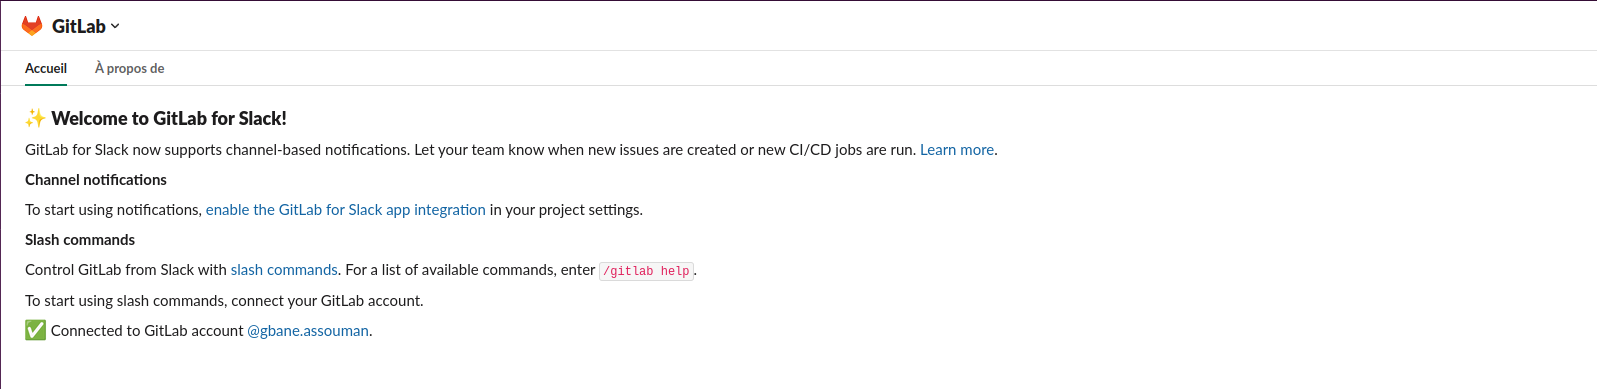 GitLab
Accueil À propos de
✨ Welcome to GitLab for Slack!
GitLab for Slack now supports channel-based notifications. Let your team know when new issues are created or new CI/CD jobs are run. Learn more.
Channel notifications
To start using notifications, enable the GitLab for Slack app integration in your project settings.
Slash commands
Control GitLab from Slack with slash commands. For a list of available commands, enter /gitlab help.
To start using slash commands, connect your GitLab account.
✅ Connected to GitLab account @gbane.assouman.